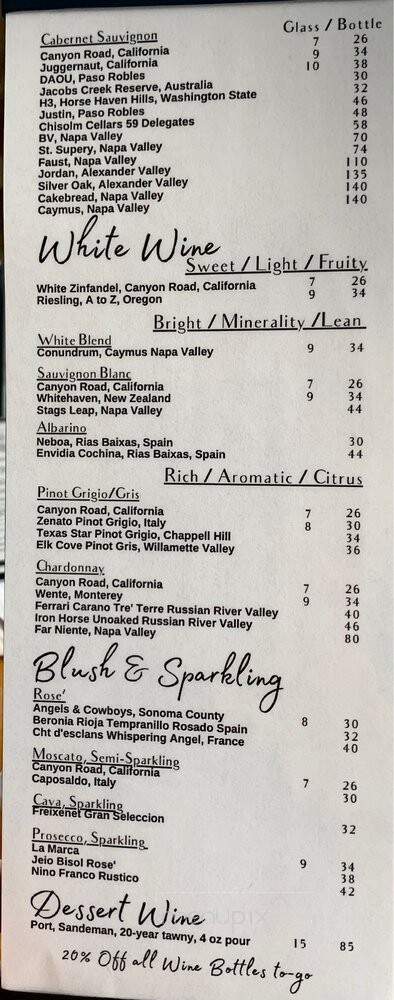 Glass / Bottle
Cabernet Sauvignon
Canyon Road, California 7 26
Juggernaut, California 9 34
DAOU, Paso Robles 10 38
Jacobs Creek Reserve, Australia 30
H3, Horse Haven Hills, Washington State 32
Justin, Paso Robles 46
Chisolm Cellars 59 Delegates 48
BV, Napa Valley 58
St. Supery, Napa Valley 70
Faust, Napa Valley 74
Jordan, Alexander Valley 110
Silver Oak, Alexander Valley 135
Cakebread, Napa Valley 140
Caymus, Napa Valley 140
White Wine
Sweet / Light / Fruity
White Zinfandel, Canyon Road, California 7 26
Riesling, A to Z, Oregon 9 34
Bright / Minerality /Lean
White Blend
Conundrum, Caymus Napa Valley 9 34
Sauvignon Blanc
Canyon Road, California 7 26
Whitehaven, New Zealand 9 34
Stags Leap, Napa Valley 44
Albarino
Neboa, Rias Baixas, Spain 30
Envidia Cochina, Rias Baixas, Spain 44
Rich / Aromatic / Citrus
Pinot Grigio/Gris
Canyon Road, California 7 26
Zenato Pinot Grigio, Italy 8 30
Texas Star Pinot Grigio, Chappell Hill 34
Elk Cove Pinot Gris, Willamette Valley 36
Chardonnay
Canyon Road, California 7 26
Wente, Monterey 9 34
Ferrari Carano Tre' Terre Russian River Valley 40
Iron Horse Unoaked Russian River Valley 46
Far Niente, Napa Valley 80
Blush & Sparkling
Rose'
Angels & Cowboys, Sonoma County 8 30
Beronia Rioja Tempranillo Rosado Spain 32
Cht d'esclans Whispering Angel, France 40
Moscato, Semi-Sparkling
Canyon Road, California 7 26
Caposaldo, Italy 30
Cava, Sparkling
Freixenet Gran Seleccion 32
Prosecco, Sparkling
La Marca 9 34
Jeio Bisol Rose' 38
Nino Franco Rustico 42
Dessert Wine
Port, Sandeman, 20-year tawny, 4 oz pour 15 85
20% Off all Wine Bottles to-go